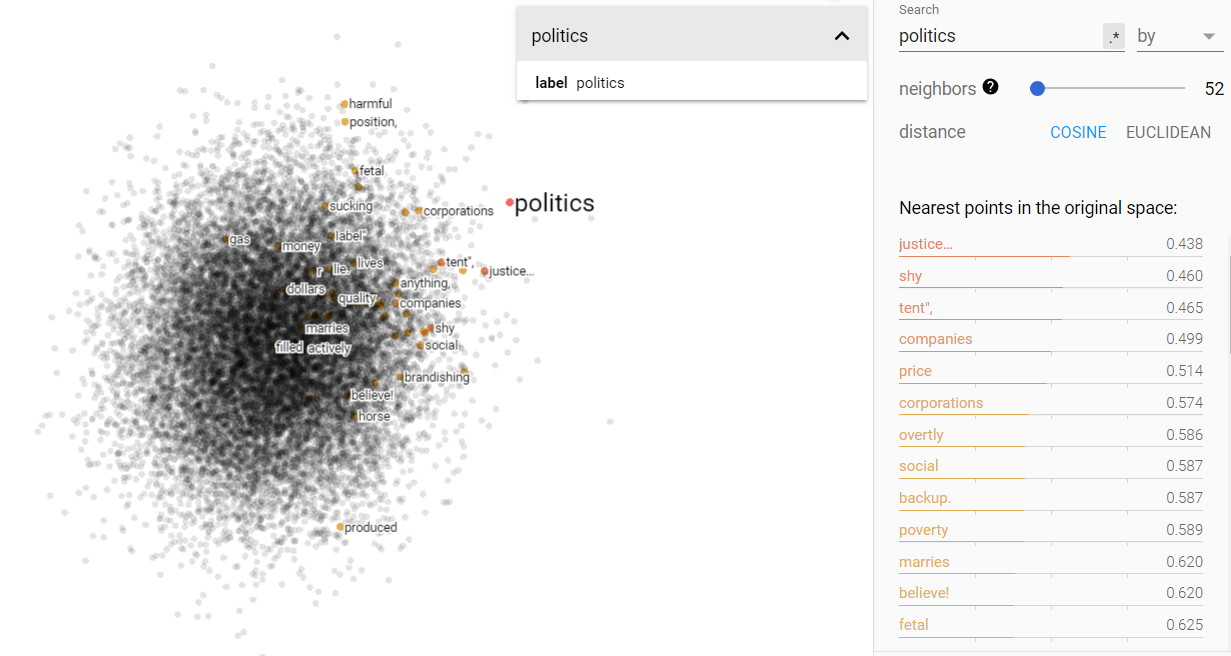 politics
label politics
harmful
position,
fetal
sucking
corporations
politics
gas
label"
money
r
lie.
lives
tent",
justice...
dollars
quality
anything,
companies
marries
shy
filled
actively
social
brandishing
believe!
horse
produced
Search
politics
.*
by
neighbors
?
52
distance
COSINE
EUCLIDEAN
Nearest points in the original space:
justice... 0.438
shy 0.460
tent", 0.465
companies 0.499
price 0.514
corporations 0.574
overtly 0.586
social 0.587
backup. 0.587
poverty 0.589
marries 0.620
believe! 0.620
fetal 0.625